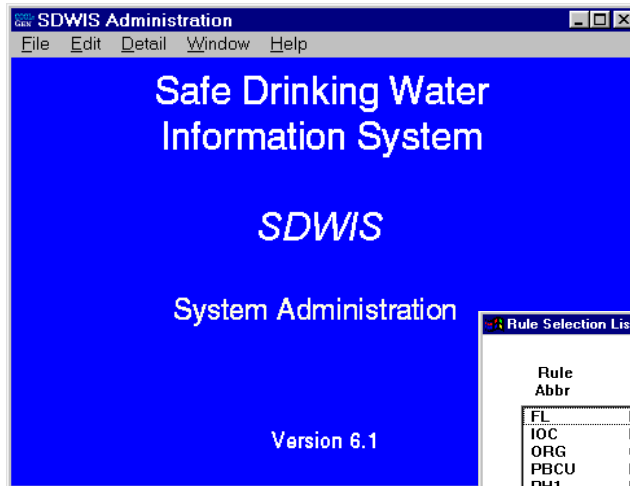 SDWIS Administration
File Edit Detail Window Help
Safe Drinking Water
Information System
SDWIS
System Administration
Version 6.1
Rule Selection Lis
Rule
Abbr
FL
IOC
ORG
PBCU
PH1